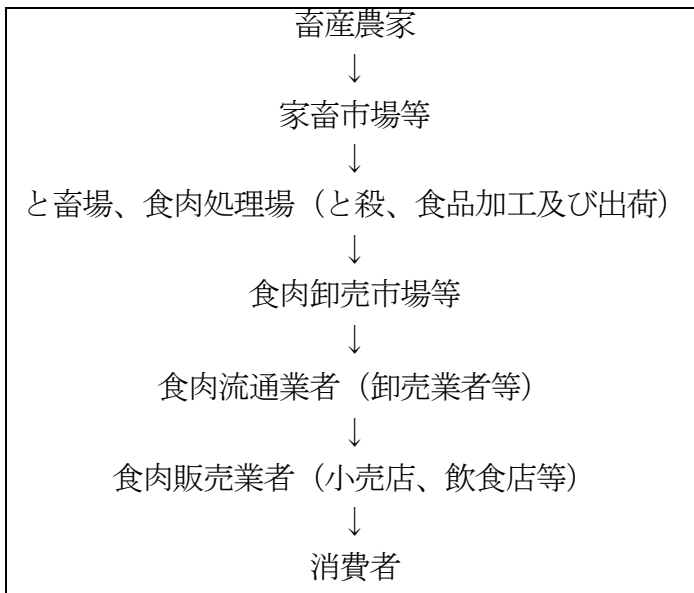 畜産農家
↓
家畜市場等
↓
と畜場、食肉処理場（と殺、食品加工及び出荷）
↓
食肉卸売市場等
↓
食肉流通業者（卸売業者等）
↓
食肉販売業者（小売店、飲食店等）
↓
消費者